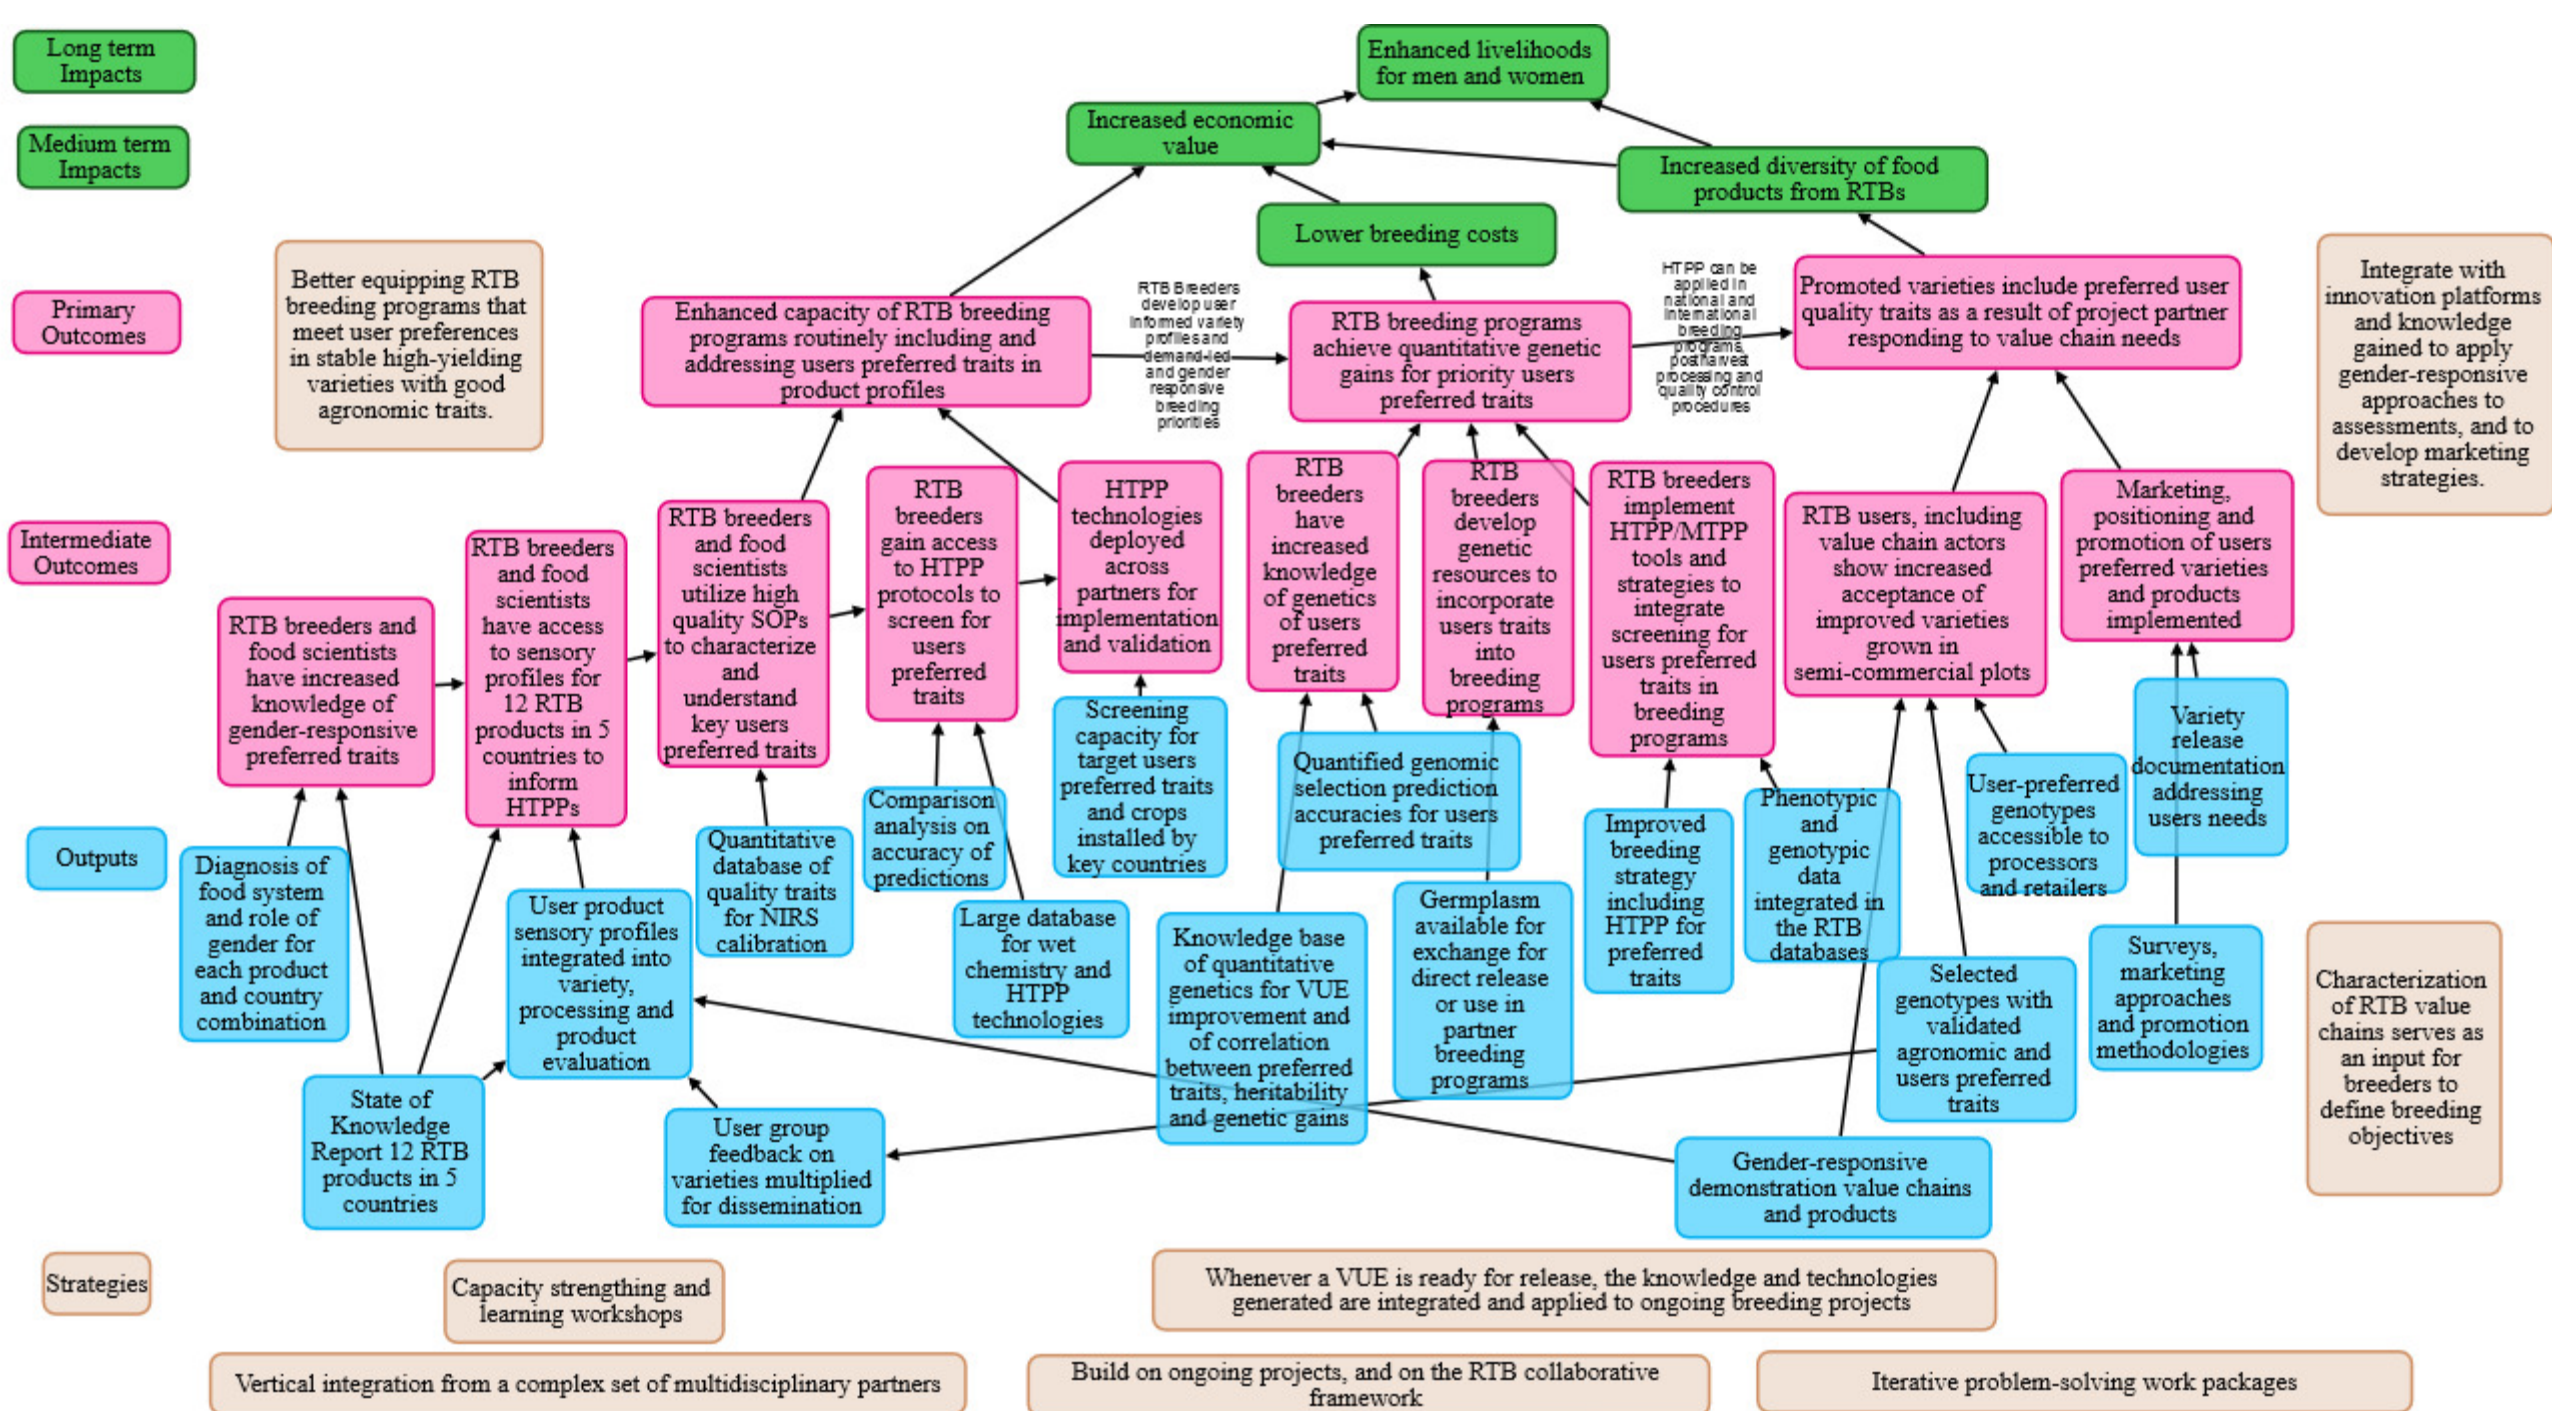 Long term
Impacts
Medium term
Impacts
Primary
Outcomes
Intermediate
Outcomes
Outputs
Strategies
Enhanced livelihoods
for men and women
Increased economic
value
Increased diversity of food
products from RTBs
Lower breeding costs
Better equipping RTB
breeding programs that
meet user preferences
in stable high-yielding
varieties with good
agronomic traits.
Enhanced capacity of RTB breeding
programs routinely including and
addressing users preferred traits in
product profiles
RTB Breeders
develop user
informed variety
profiles and
demand-led
and gender
responsive
breeding
priorities
RTB breeding programs
achieve quantitative genetic
gains for priority users
preferred traits
HTPP can be
applied in
national and
international
breeding
programs,
postharvest
processing and
quality control
procedures
Promoted varieties include preferred user
quality traits as a result of project partner
responding to value chain needs
Integrate with
innovation platforms
and knowledge
gained to apply
gender-responsive
approaches to
assessments, and to
develop marketing
strategies.
RTB breeders and
food scientists
have increased
knowledge of
gender-responsive
preferred traits
RTB breeders
and food
scientists
have access
to sensory
profiles for
12 RTB
products in 5
countries to
inform
HTPPs
RTB breeders
and food
scientists
utilize high
quality SOPs
to characterize
and
understand
key users
preferred traits
RTB
breeders
gain access
to HTPP
protocols to
screen for
users
preferred
traits
HTPP
technologies
deployed
across
partners for
implementation
and validation
RTB
breeders
have
increased
knowledge
of genetics
of users
preferred
traits
RTB
breeders
develop
genetic
resources to
incorporate
users traits
into
breeding
programs
RTB breeders
implement
HTPP/MTPP
tools and
strategies to
integrate
screening for
users preferred
traits in
breeding
programs
RTB users, including
value chain actors
show increased
acceptance of
improved varieties
grown in
semi-commercial plots
Marketing,
positioning and
promotion of users
preferred varieties
and products
implemented
Diagnosis of
food system
and role of
gender for
each product
and country
combination
State of
Knowledge
Report 12 RTB
products in 5
countries
User product
sensory profiles
integrated into
variety,
processing and
product
evaluation
User group
feedback on
varieties multiplied
for dissemination
Quantitative
database of
quality traits
for NIRS
calibration
Comparison
analysis on
accuracy of
predictions
Large database
for wet
chemistry and
HTPP
technologies
Screening
capacity for
target users
preferred traits
and crops
installed by
key countries
Knowledge base
of quantitative
genetics for VUE
improvement and
of correlation
between preferred
traits, heritability
and genetic gains
Quantified genomic
selection prediction
accuracies for users
preferred traits
Germplasm
available for
exchange for
direct release
or use in
partner
breeding
programs
Improved
breeding
strategy
including
HTPP for
preferred
traits
Phenotypic
and
genotypic
data
integrated in
the RTB
databases
Selected
genotypes with
validated
agronomic and
users preferred
traits
Gender-responsive
demonstration value chains
and products
User-preferred
genotypes
accessible to
processors
and retailers
Variety
release
documentation
addressing
users needs
Surveys,
marketing
approaches
and promotion
methodologies
Characterization
of RTB value
chains serves as
an input for
breeders to
define breeding
objectives
Capacity strengthing and
learning workshops
Whenever a VUE is ready for release, the knowledge and technologies
generated are integrated and applied to ongoing breeding projects
Vertical integration from a complex set of multidisciplinary partners
Build on ongoing projects, and on the RTB collaborative
framework
Iterative problem-solving work packages